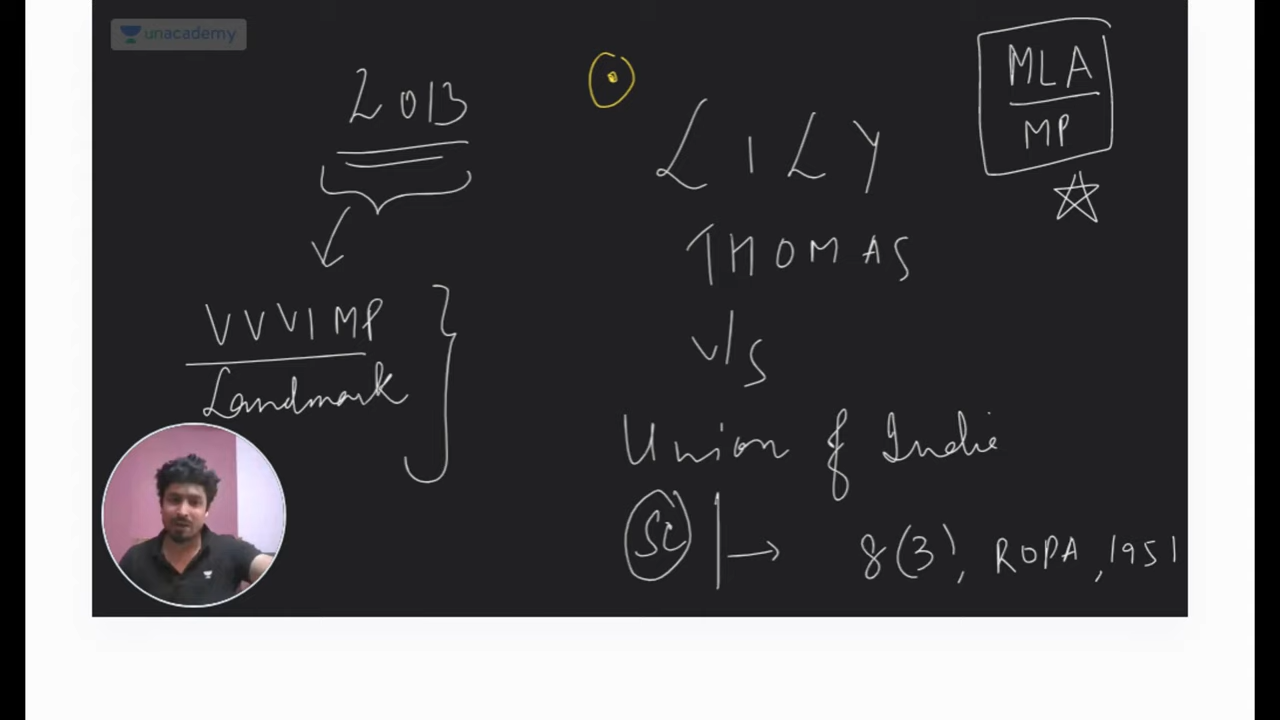 unacademy
2013
VVVIMP
Landmark
LILY
THOMAS
v/s
Union of India
SC → 8(3), ROPA, 1951
MLA
MP